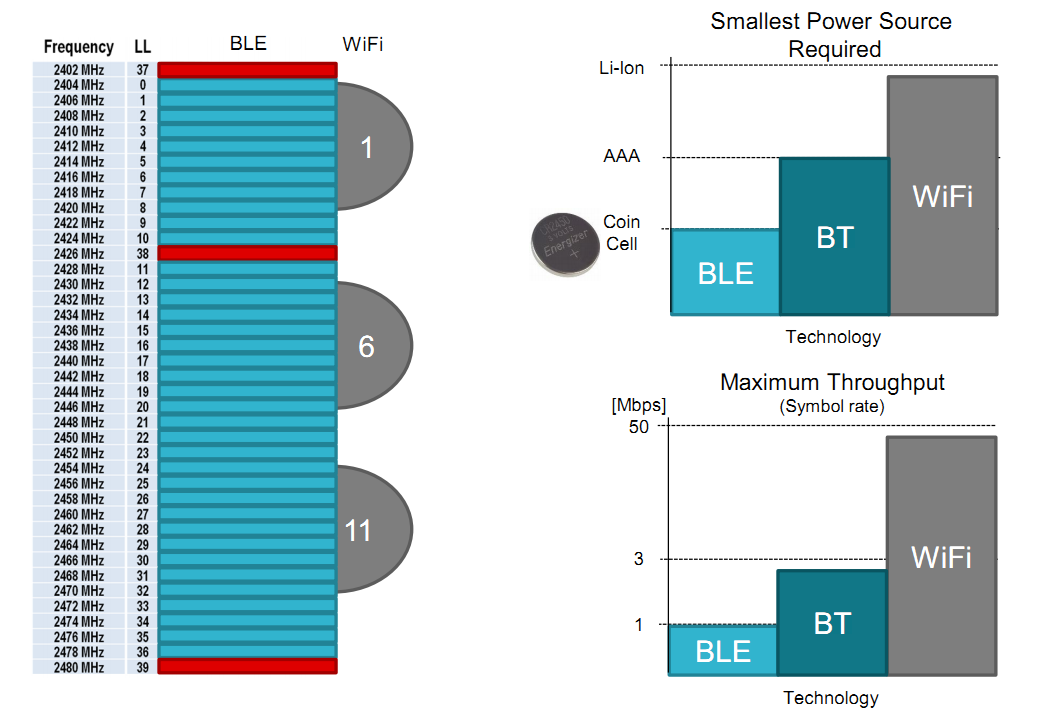 Frequency LL BLE WiFi
2402 MHz 37
2404 MHz 0
2406 MHz 1
2408 MHz 2
2410 MHz 3
2412 MHz 4
2414 MHz 5
2416 MHz 6
2418 MHz 7
2420 MHz 8
2422 MHz 9
2424 MHz 10
2426 MHz 38
2428 MHz 11
2430 MHz 12
2432 MHz 13
2434 MHz 14
2436 MHz 15
2438 MHz 16
2440 MHz 17
2442 MHz 18
2444 MHz 19
2446 MHz 20
2448 MHz 21
2450 MHz 22
2452 MHz 23
2454 MHz 24
2456 MHz 25
2458 MHz 26
2460 MHz 27
2462 MHz 28
2464 MHz 29
2466 MHz 30
2468 MHz 31
2470 MHz 32
2472 MHz 33
2474 MHz 34
2476 MHz 35
2478 MHz 36
2480 MHz 39
1
6
11
Smallest Power Source
Required
Li-Ion
AAA
Coin
Cell
Energizer
+
BLE
BT
WiFi
Technology
Maximum Throughput
(Symbol rate)
[Mbps]
50
3
1
BLE
BT
WiFi
Technology